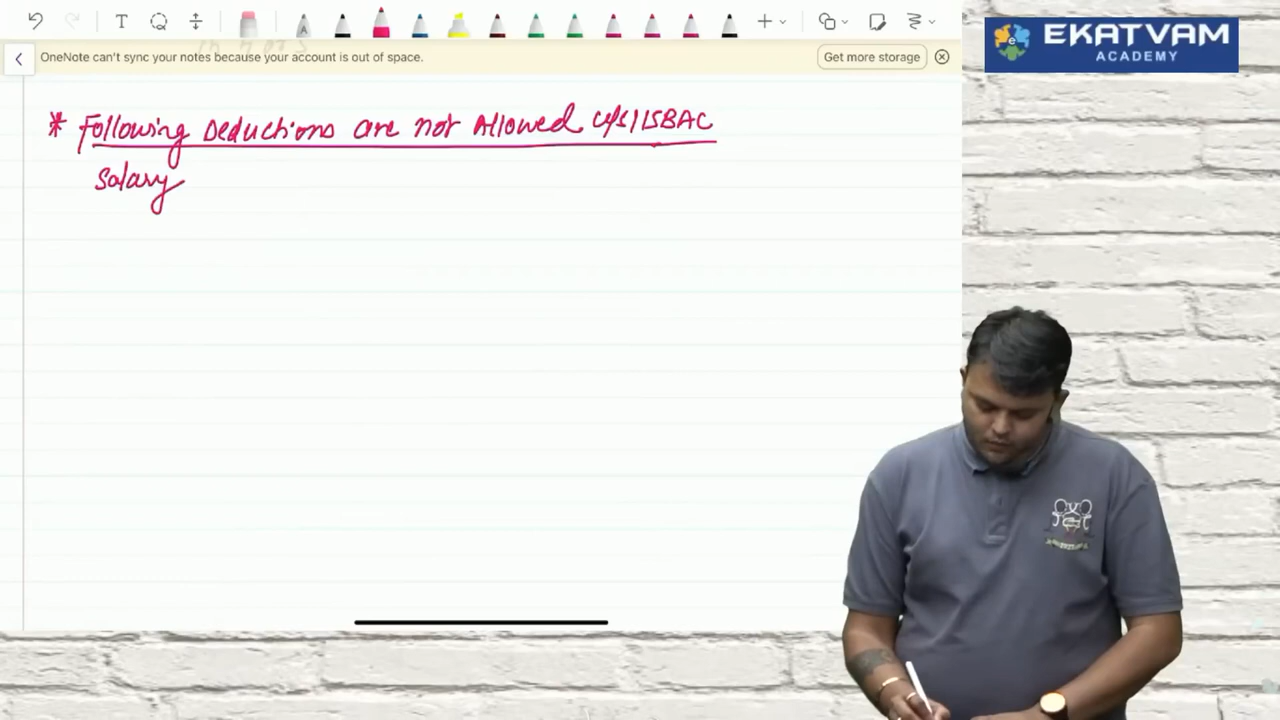 EKATVAM
ACADEMY
OneNote can't sync your notes because your account is out of space.
Get more storage
* Following Deductions are not Allowed u/s 115BAC
Salary